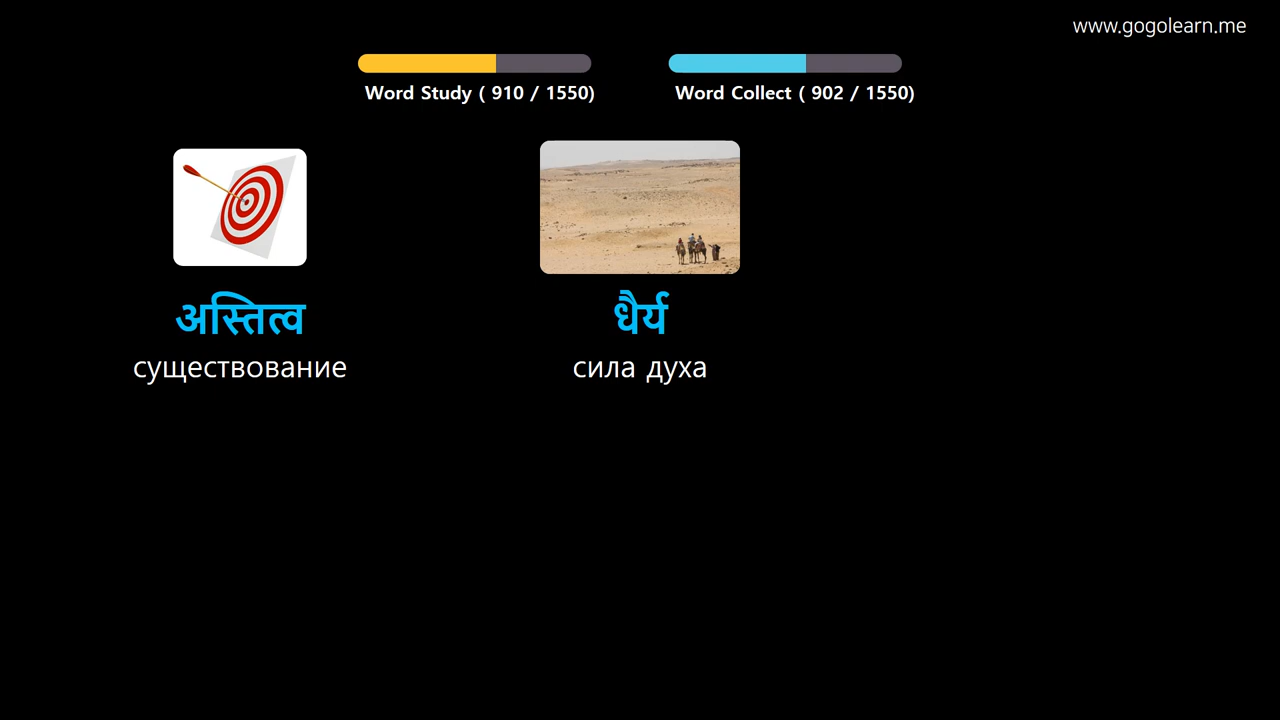 www.gogolearn.me
Word Study ( 910 / 1550)
Word Collect ( 902 / 1550)
अस्तित्व
существование
धैर्य
сила духа